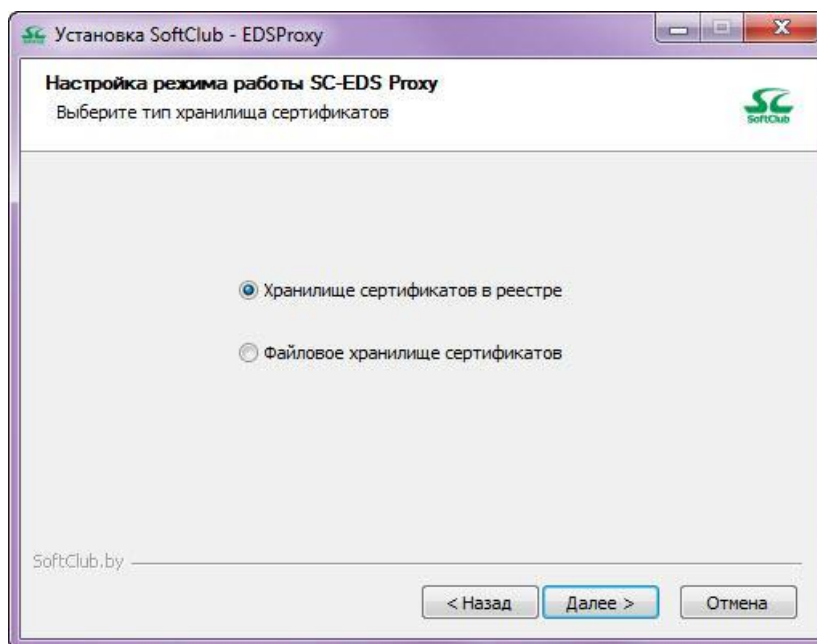 Установка SoftClub - EDSProxy
Настройка режима работы SC-EDS Proxy
Выберите тип хранилища сертификатов
SC
SoftClub
Хранилище сертификатов в реестре
Файловое хранилище сертификатов
SoftClub.by
< Назад
Далее >
Отмена